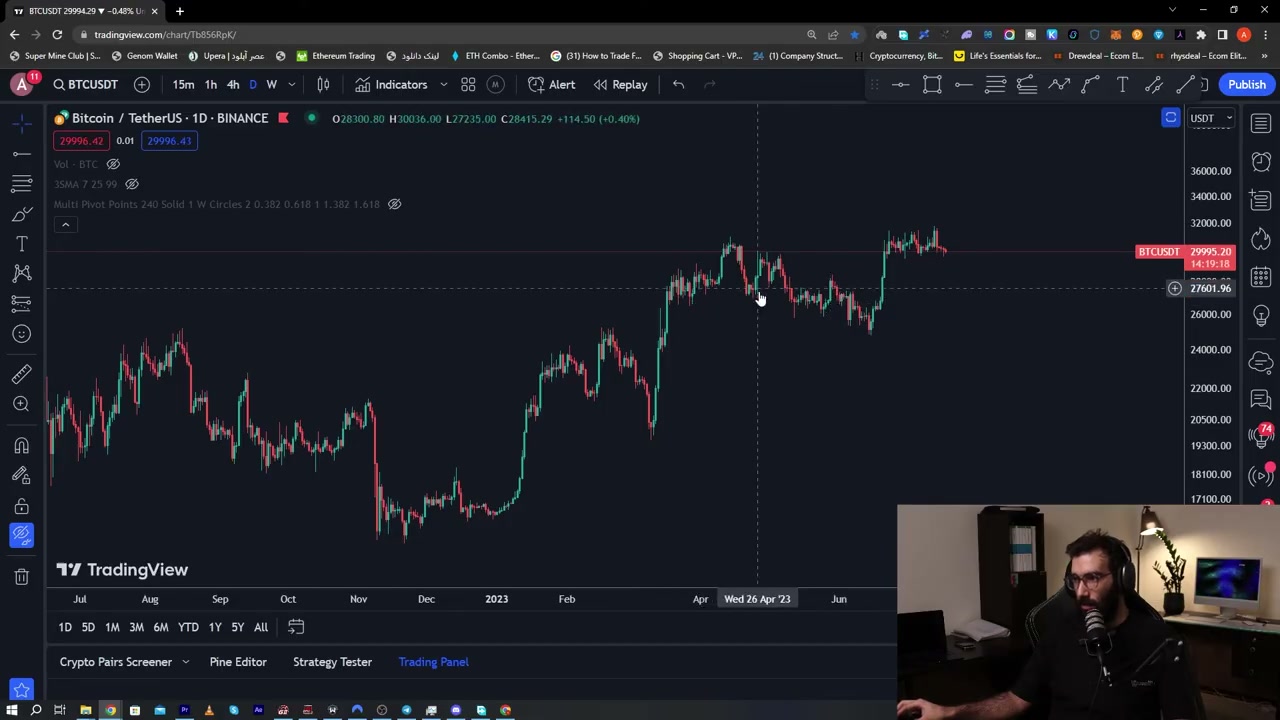 BTCUSDT 29994.29 ▼ −0.48% Un
tradingview.com/chart/Tb856RpK/
Super Mine Club | S...
Genom Wallet
Upera | عصر آپلود
لینک دانلود
Ethereum Trading
ETH Combo - Ether...
(31) How to Trade F...
Shopping Cart - VP...
(1) Company Struct...
Cryptocurrency, Bit...
Life's Essentials for...
Drewdeal — Ecom El...
rhysdeal — Ecom Elit...
A 11
BTCUSDT
15m 1h 4h D W
Indicators
Alert
Replay
Publish
Bitcoin / TetherUS · 1D · BINANCE
O28300.80 H30036.00 L27235.00 C28415.29 +114.50 (+0.40%)
USDT
29996.42 0.01 29996.43
Vol · BTC
3SMA 7 25 99
Multi Pivot Points 240 Solid 1 W Circles 2 0.382 0.618 1 1.382 1.618
36000.00
34000.00
32000.00
BTCUSDT 29995.20
14:19:18
27601.96
26000.00
24000.00
22000.00
20500.00
19300.00
18100.00
17100.00
74
TradingView
Jul Aug Sep Oct Nov Dec 2023 Feb Apr Wed 26 Apr '23 Jun
1D 5D 1M 3M 6M YTD 1Y 5Y All
Crypto Pairs Screener
Pine Editor
Strategy Tester
Trading Panel